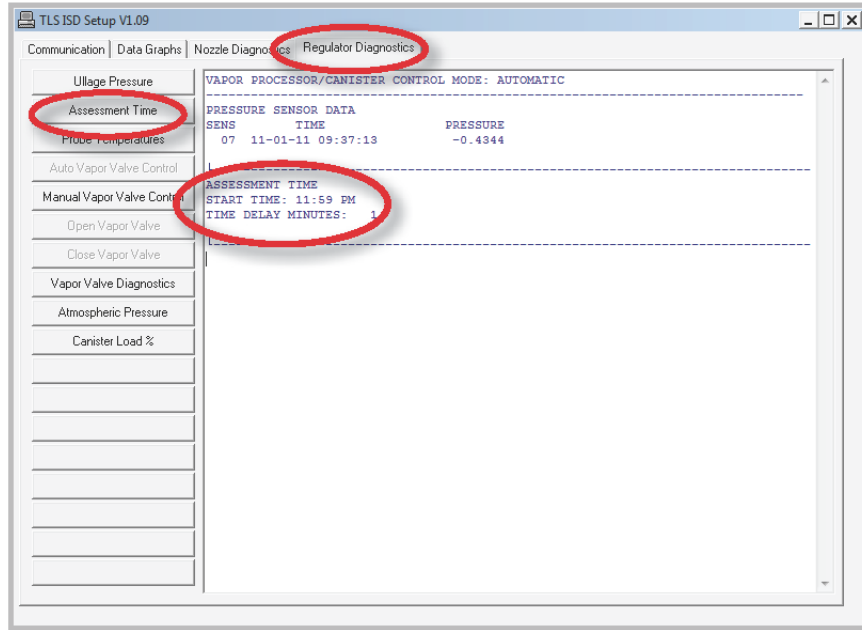 TLS ISD Setup V1.09
Communication Data Graphs Nozzle Diagnostics Regulator Diagnostics
Ullage Pressure
Assessment Time
Probe Temperatures
Auto Vapor Valve Control
Manual Vapor Valve Control
Open Vapor Valve
Close Vapor Valve
Vapor Valve Diagnostics
Atmospheric Pressure
Canister Load %
VAPOR PROCESSOR/CANISTER CONTROL MODE: AUTOMATIC
PRESSURE SENSOR DATA
SENS TIME PRESSURE
07 11-01-11 09:37:13 -0.4344
ASSESSMENT TIME
START TIME: 11:59 PM
TIME DELAY MINUTES: 1